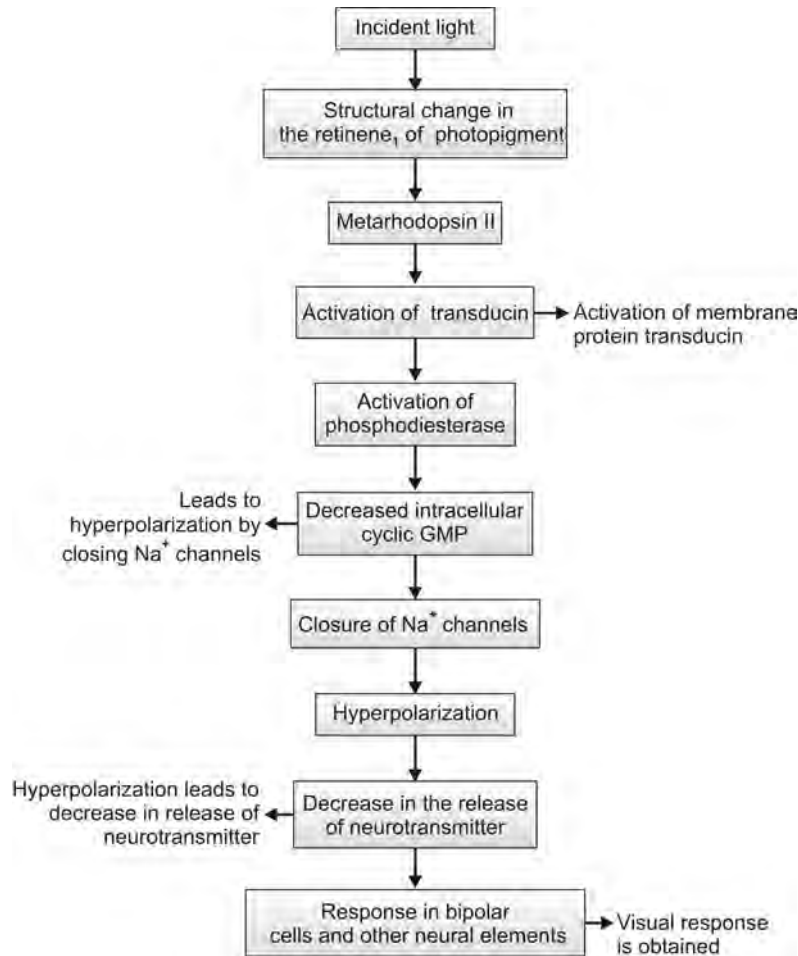 Incident light
Structural change in
the retinene₁ of photopigment
Metarhodopsin II
Activation of transducin
Activation of membrane
protein transducin
Activation of
phosphodiesterase
Leads to
hyperpolarization by
closing Na⁺ channels
Decreased intracellular
cyclic GMP
Closure of Na⁺ channels
Hyperpolarization
Hyperpolarization leads to
decrease in release of
neurotransmitter
Decrease in the release
of neurotransmitter
Response in bipolar
cells and other neural elements
Visual response
is obtained